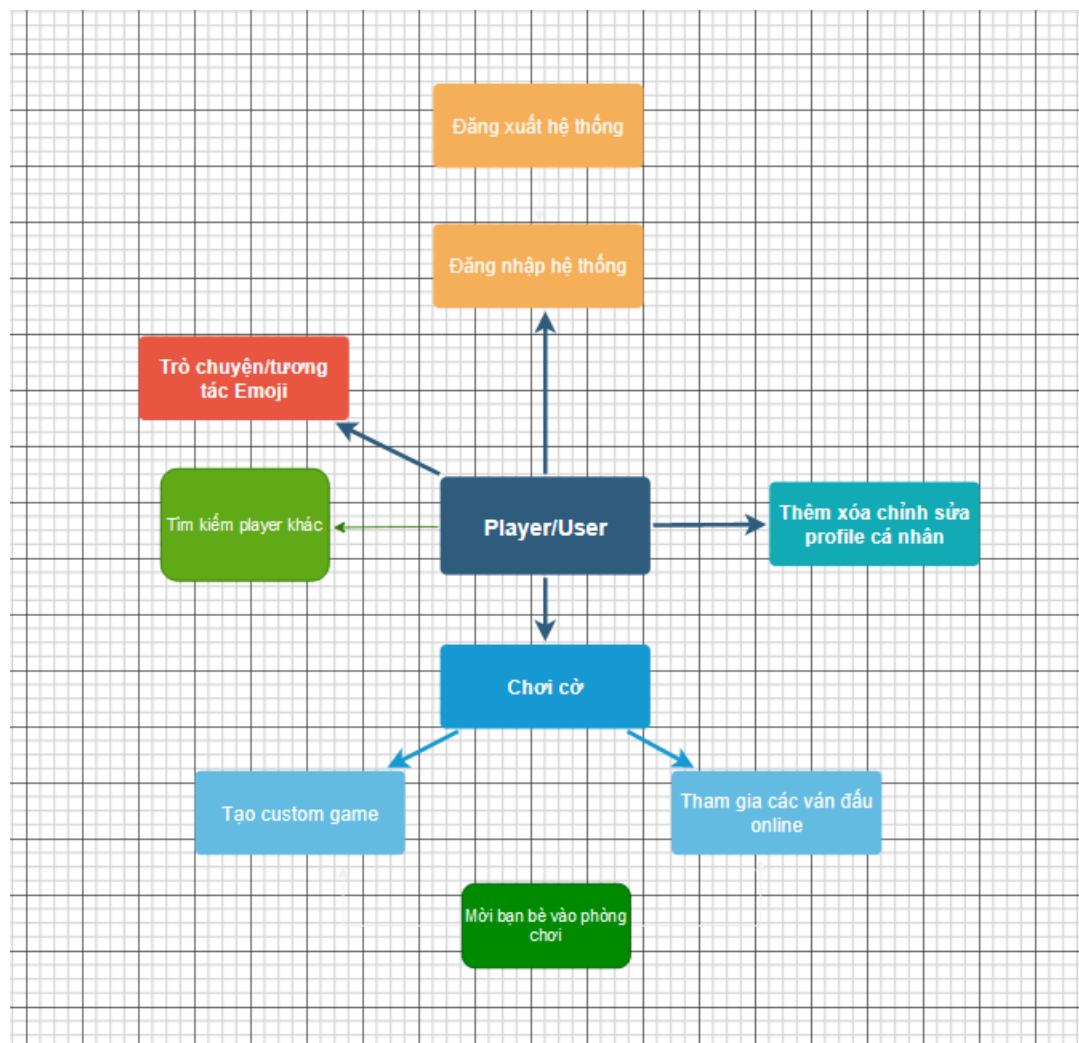 Đăng xuất hệ thống
Đăng nhập hệ thống
Trò chuyện/tương
tác Emoji
Tìm kiếm player khác
Player/User
Thêm xóa chỉnh sửa
profile cá nhân
Chơi cờ
Tạo custom game
Tham gia các ván đấu
online
Mời bạn bè vào phòng
chơi